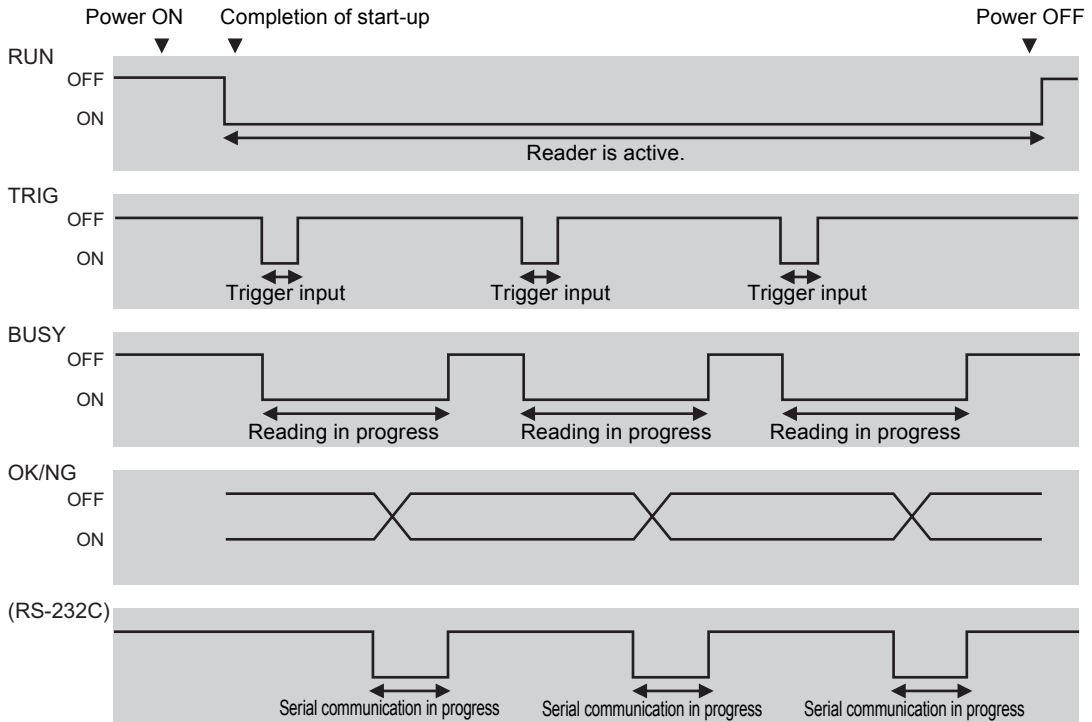 Power ON Completion of start-up Power OFF
RUN
OFF
ON
Reader is active.
TRIG
OFF
ON
Trigger input Trigger input Trigger input
BUSY
OFF
ON
Reading in progress Reading in progress Reading in progress
OK/NG
OFF
ON
(RS-232C)
Serial communication in progress Serial communication in progress Serial communication in progress